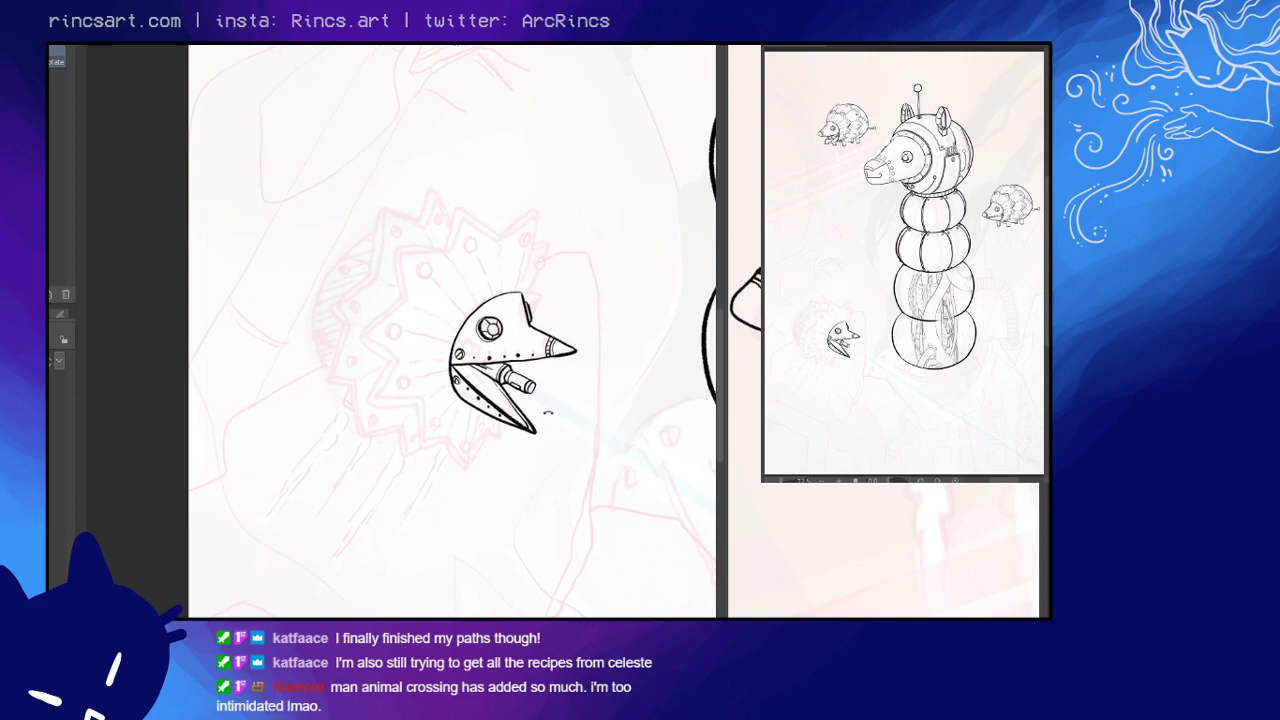 rincsart.com | insta: Rincs.art | twitter: ArcRincs
otate
katfaace I finally finished my paths though!
katfaace I'm also still trying to get all the recipes from celeste
man animal crossing has added so much. i'm too
intimidated lmao.